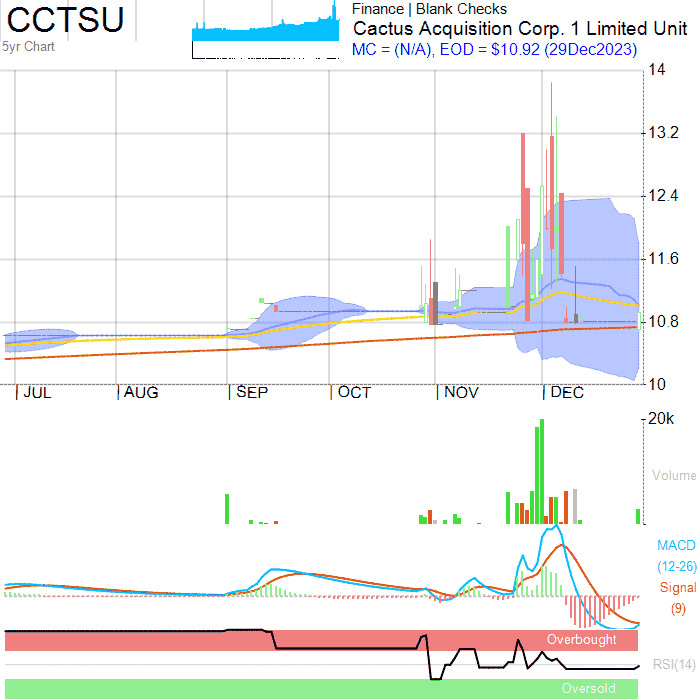 CCTSU
5yr Chart
Finance | Blank Checks
Cactus Acquisition Corp. 1 Limited Unit
MC = (N/A), EOD = $10.92 (29Dec2023)
14
13.2
12.4
11.6
10.8
10
JUL AUG SEP OCT NOV DEC
20k
Volume
MACD
(12-26)
Signal
(9)
Overbought
RSI(14)
Oversold